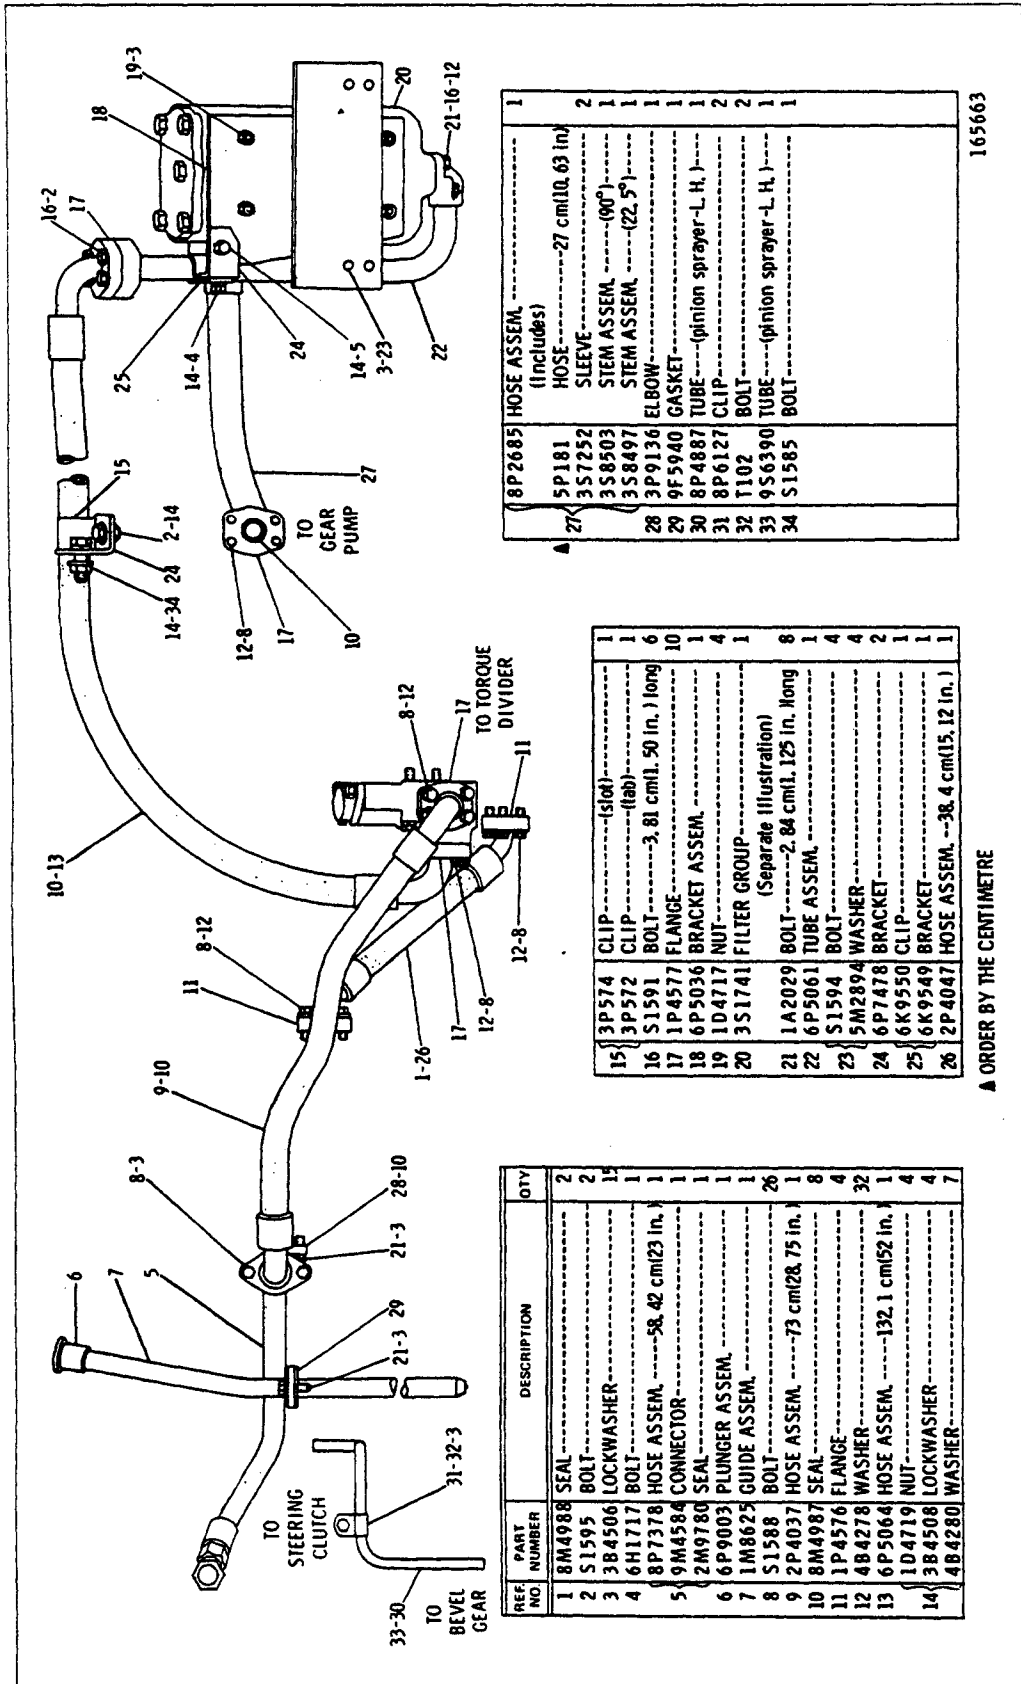 19-3
18
16-2
17
20
21-16-12
25
14-4
24
14-5
3-23
22
15
2-14
24
14-34
27
TO
GEAR
PUMP
12-8
17
10
10-13
8-12
17
TO TORQUE
DIVIDER
11
12-8
8-12
11
17
12-8
1-26
9-10
8-3
28-10
21-3
6
7
5
29
21-3
TO
STEERING
CLUTCH
31-32-3
33-30
TO
BEVEL
GEAR
REF. NO. PART NUMBER DESCRIPTION QTY
1 8M4988 SEAL 2
2 S1595 BOLT 2
3 3B4506 LOCKWASHER 15
4 6H1717 BOLT 1
8P7378 HOSE ASSEM. -----58.42 cm(23 in.) 1
5 9M4584 CONNECTOR 1
2M9780 SEAL 1
6 6P9003 PLUNGER ASSEM. 1
7 1M8625 GUIDE ASSEM. 1
8 S1588 BOLT 26
9 2P4037 HOSE ASSEM. -----73 cm(28.75 in.) 1
10 8M4987 SEAL 8
11 1P4576 FLANGE 4
12 4B4278 WASHER 32
13 6P5064 HOSE ASSEM. -----132.1 cm(52 in.) 1
1D4719 NUT 4
14 3B4508 LOCKWASHER 4
4B4280 WASHER 7
15 3P574 CLIP---(slot) 1
3P572 CLIP---(tab) 1
16 S1591 BOLT-----3.81 cm(1.50 in.) long 6
17 1P4577 FLANGE 10
18 6P5036 BRACKET ASSEM. 1
19 1D4717 NUT 4
20 3S1741 FILTER GROUP 1
(Separate Illustration)
21 1A2029 BOLT-----2.84 cm(1.125 in.)long 8
22 6P5061 TUBE ASSEM. 1
23 S1594 BOLT 4
5M2894 WASHER 4
24 6P7478 BRACKET 2
25 6K9550 CLIP 1
6K9549 BRACKET 1
26 2P4047 HOSE ASSEM. --38.4 cm(15.12 in.) 1
▲ ORDER BY THE CENTIMETRE
8P2685 HOSE ASSEM. 1
(Includes)
▲ 27 5P181 HOSE-----27 cm(10.63 in)
3S7252 SLEEVE 2
3S8503 STEM ASSEM. -----(90°) 1
3S8497 STEM ASSEM. -----(22.5°) 1
28 3P9136 ELBOW 1
29 9F5940 GASKET 1
30 8P4887 TUBE---(pinion sprayer-L.H.) 1
31 8P6127 CLIP 2
32 T102 BOLT 2
33 9S6390 TUBE---(pinion sprayer-L.H.) 1
34 S1585 BOLT 1
165663